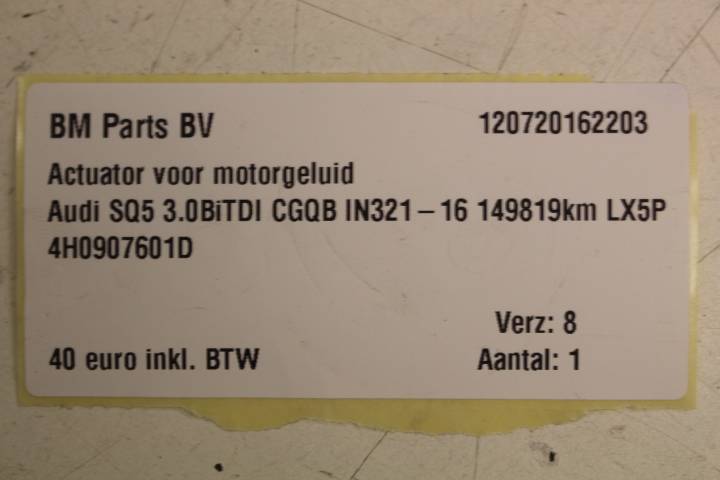 BM Parts BV 120720162203
Actuator voor motorgeluid
Audi SQ5 3.0BiTDI CGQB IN321-16 149819km LX5P
4H0907601D
Verz: 8
40 euro inkl. BTW Aantal: 1